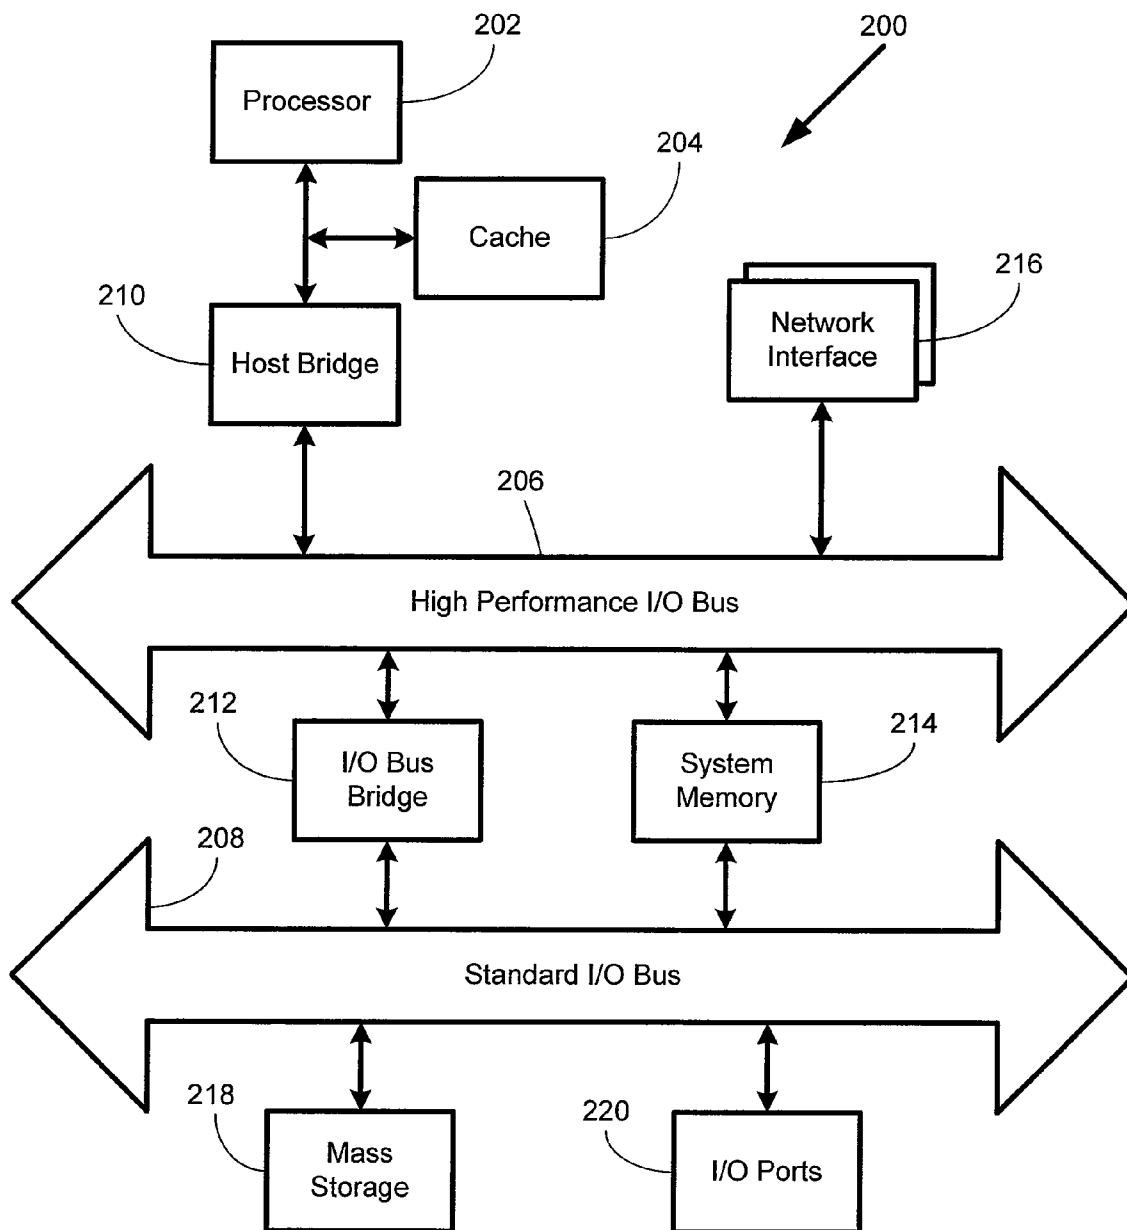 202
200
Processor
204
Cache
210
216
Network
Interface
Host Bridge
206
High Performance I/O Bus
212
214
I/O Bus
Bridge
System
Memory
208
Standard I/O Bus
218
220
Mass
Storage
I/O Ports